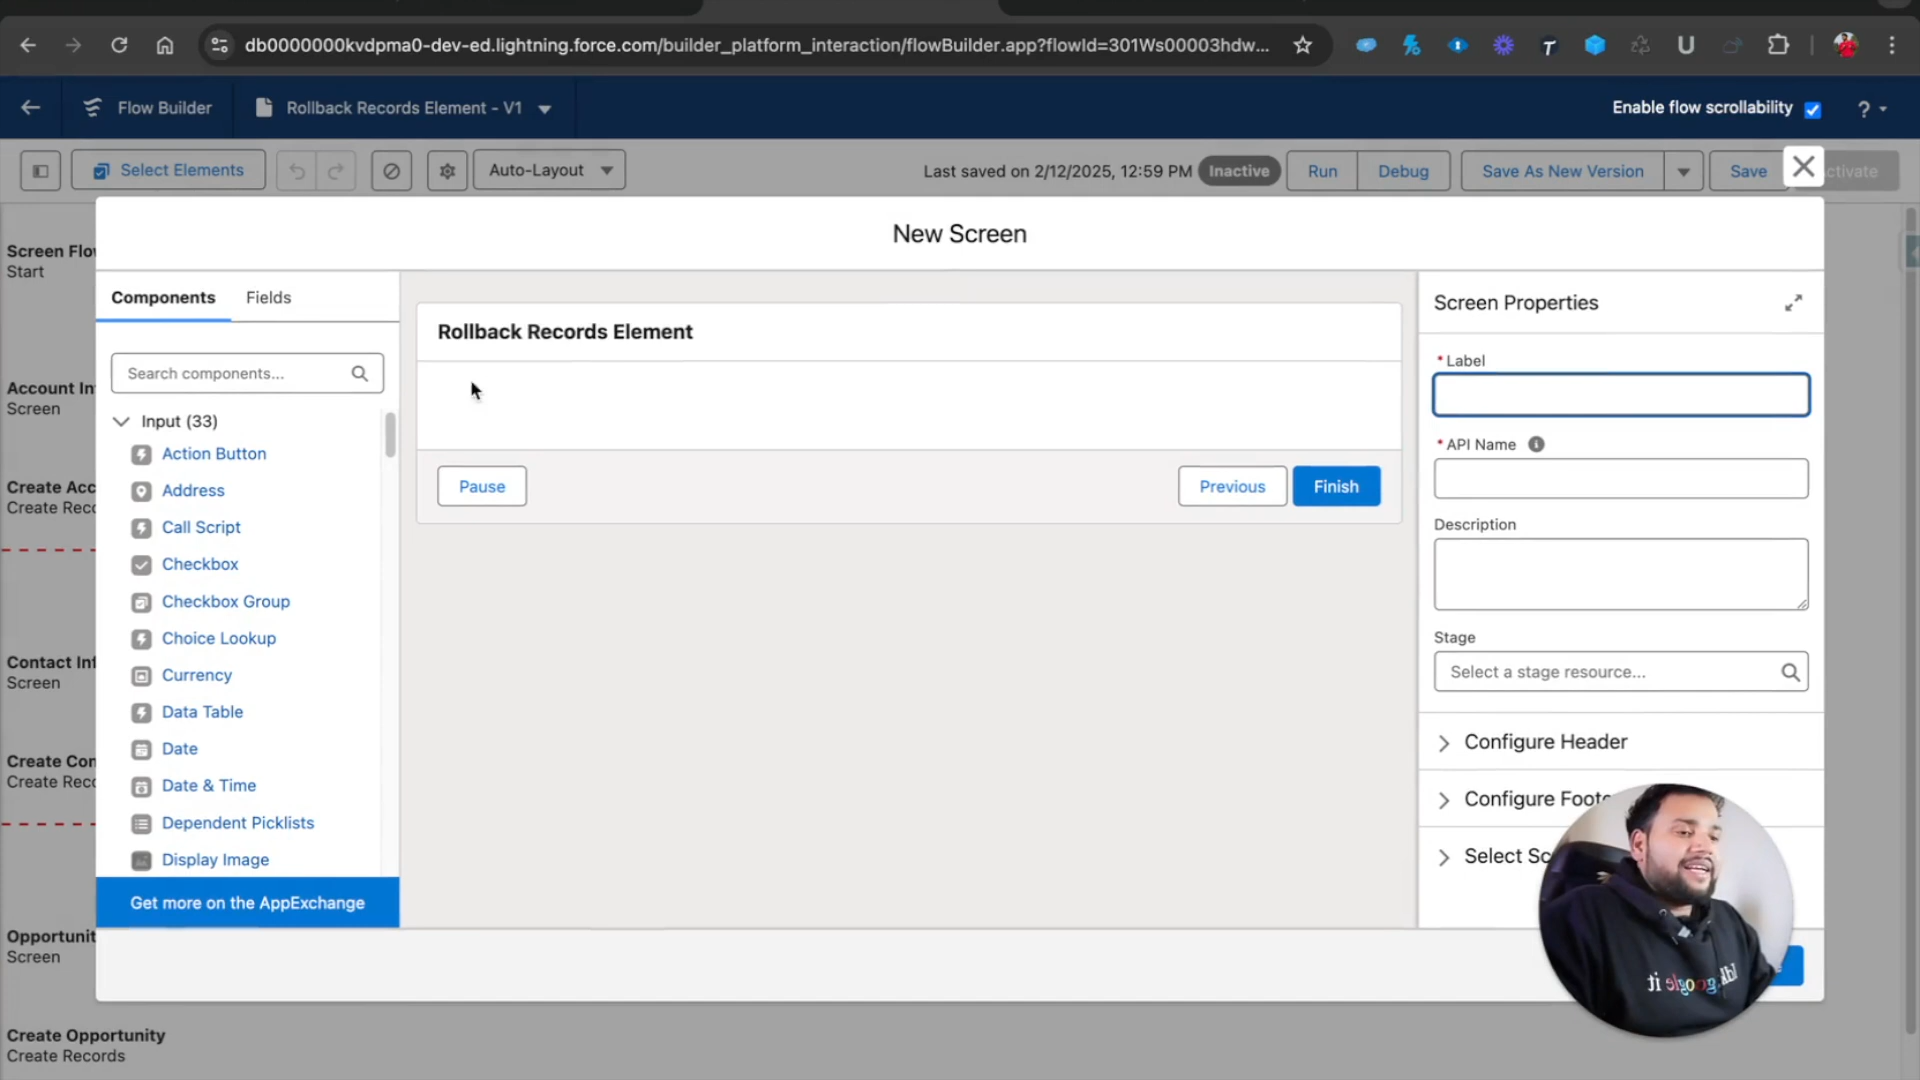 db0000000kvdpma0-dev-ed.lightning.force.com/builder_platform_interaction/flowBuilder.app?flowId=301Ws00003hdw...
Flow Builder
Rollback Records Element - V1
Enable flow scrollability
?
Select Elements
Auto-Layout
Last saved on 2/12/2025, 12:59 PM
Inactive
Run
Debug
Save As New Version
Save
New Screen
Screen Flo
Start
Account In
Screen
Create Acc
Create Reco
Contact Inf
Screen
Create Con
Create Reco
Opportunit
Screen
Create Opportunity
Create Records
Components
Fields
Search components...
Input (33)
Action Button
Address
Call Script
Checkbox
Checkbox Group
Choice Lookup
Currency
Data Table
Date
Date & Time
Dependent Picklists
Display Image
Get more on the AppExchange
Rollback Records Element
Pause
Previous
Finish
Screen Properties
* Label
* API Name
Description
Stage
Select a stage resource...
Configure Header
Configure Foote
Select Sc
google it